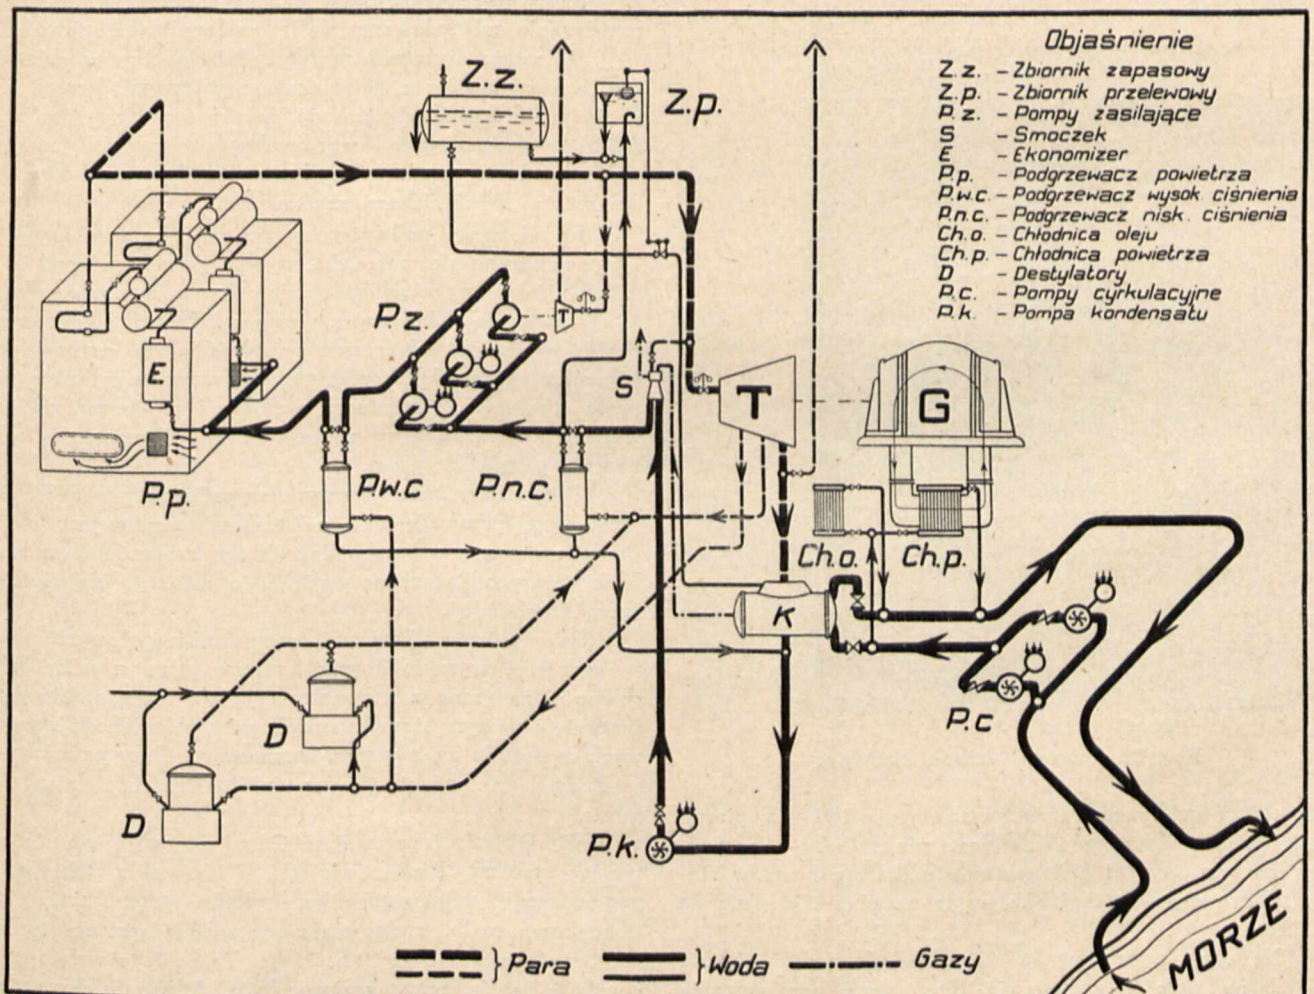 Objaśnienie
Z.z. – Zbiornik zapasowy
Z.p. – Zbiornik przelewowy
P.z. – Pompy zasilające
S – Smoczek
E – Ekonomizer
P.p. – Podgrzewacz powietrza
P.w.c. – Podgrzewacz wysok. ciśnienia
P.n.c. – Podgrzewacz nisk. ciśnienia
Ch.o. – Chłodnica oleju
Ch.p. – Chłodnica powietrza
D – Destylatory
P.c. – Pompy cyrkulacyjne
P.k. – Pompa kondensatu
Z.z.
Z.p.
P.z.
T
E
S
T
G
P.p.
P.w.c
P.n.c.
Ch.o.
Ch.p.
K
D
P.c
D
P.k.
MORZE
Para
Woda
Gazy